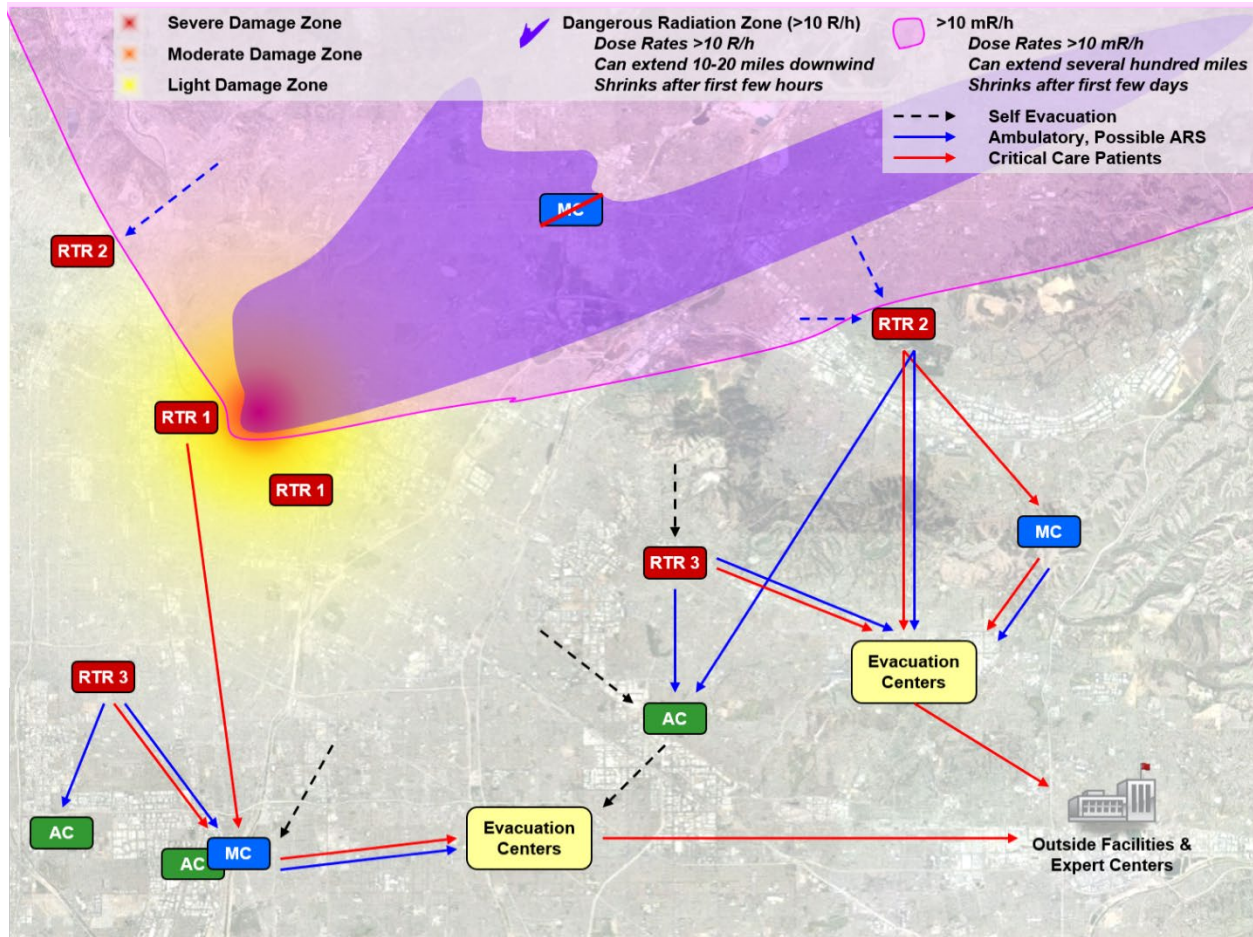 Severe Damage Zone
Moderate Damage Zone
Light Damage Zone
Dangerous Radiation Zone (>10 R/h)
Dose Rates >10 R/h
Can extend 10-20 miles downwind
Shrinks after first few hours
>10 mR/h
Dose Rates >10 mR/h
Can extend several hundred miles
Shrinks after first few days
Self Evacuation
Ambulatory, Possible ARS
Critical Care Patients
MC
RTR 2
RTR 2
RTR 1
RTR 1
MC
RTR 3
Evacuation
Centers
RTR 3
AC
AC
AC
MC
Evacuation
Centers
Outside Facilities &
Expert Centers